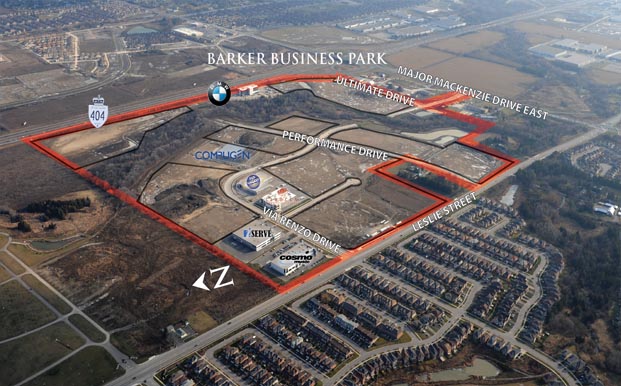 BARKER BUSINESS PARK
MAJOR MACKENZIE DRIVE EAST
ULTIMATE DRIVE
BMW
404
PERFORMANCE DRIVE
COMPUGEN
LESLIE STREET
VIA RENZO DRIVE
SERVE
cosmo
N